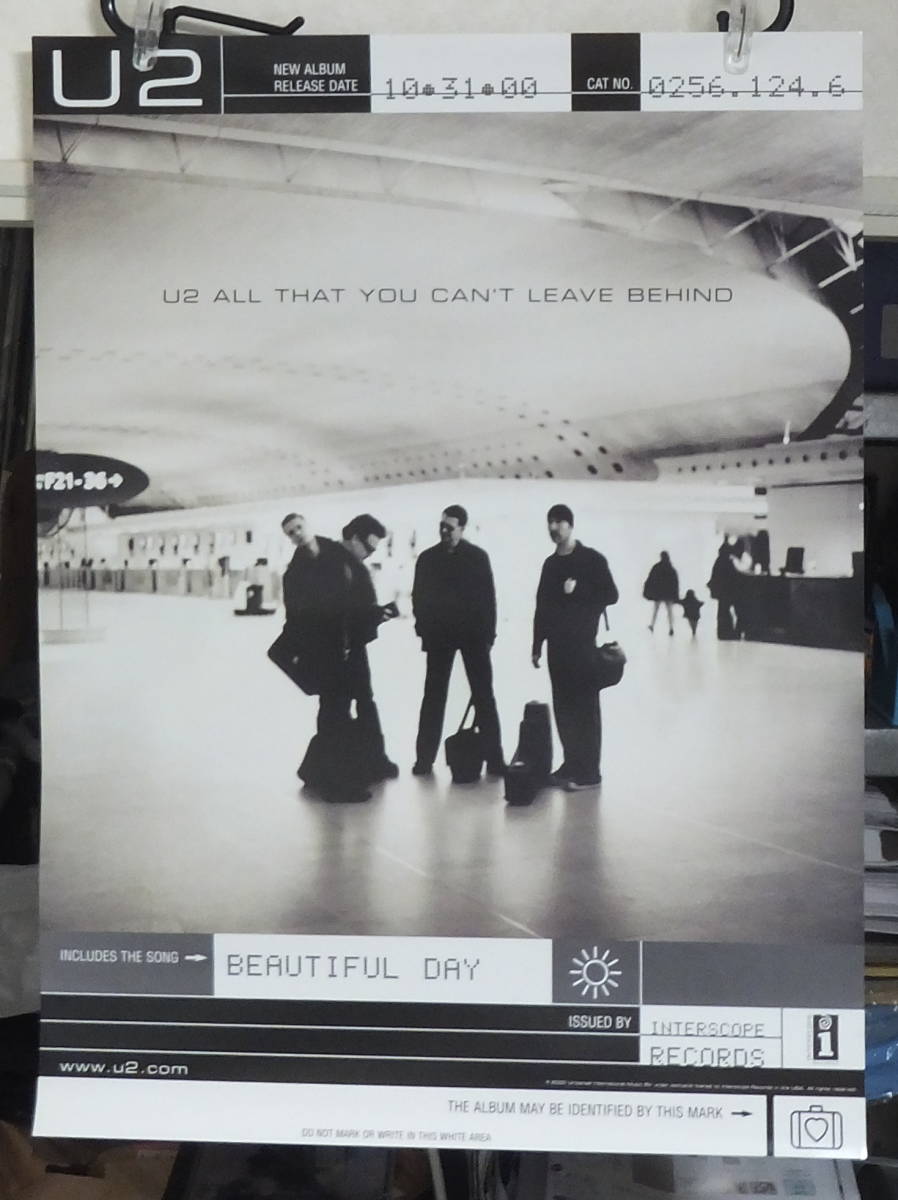 U2
NEW ALBUM
RELEASE DATE
10•31•00
CAT NO.
0256.124.6
U2 ALL THAT YOU CAN'T LEAVE BEHIND
F21-36→
INCLUDES THE SONG →
BEAUTIFUL DAY
ISSUED BY
INTERSCOPE
RECORDS
www.u2.com
THE ALBUM MAY BE IDENTIFIED BY THIS MARK →
DO NOT MARK OR WRITE IN THIS WHITE AREA